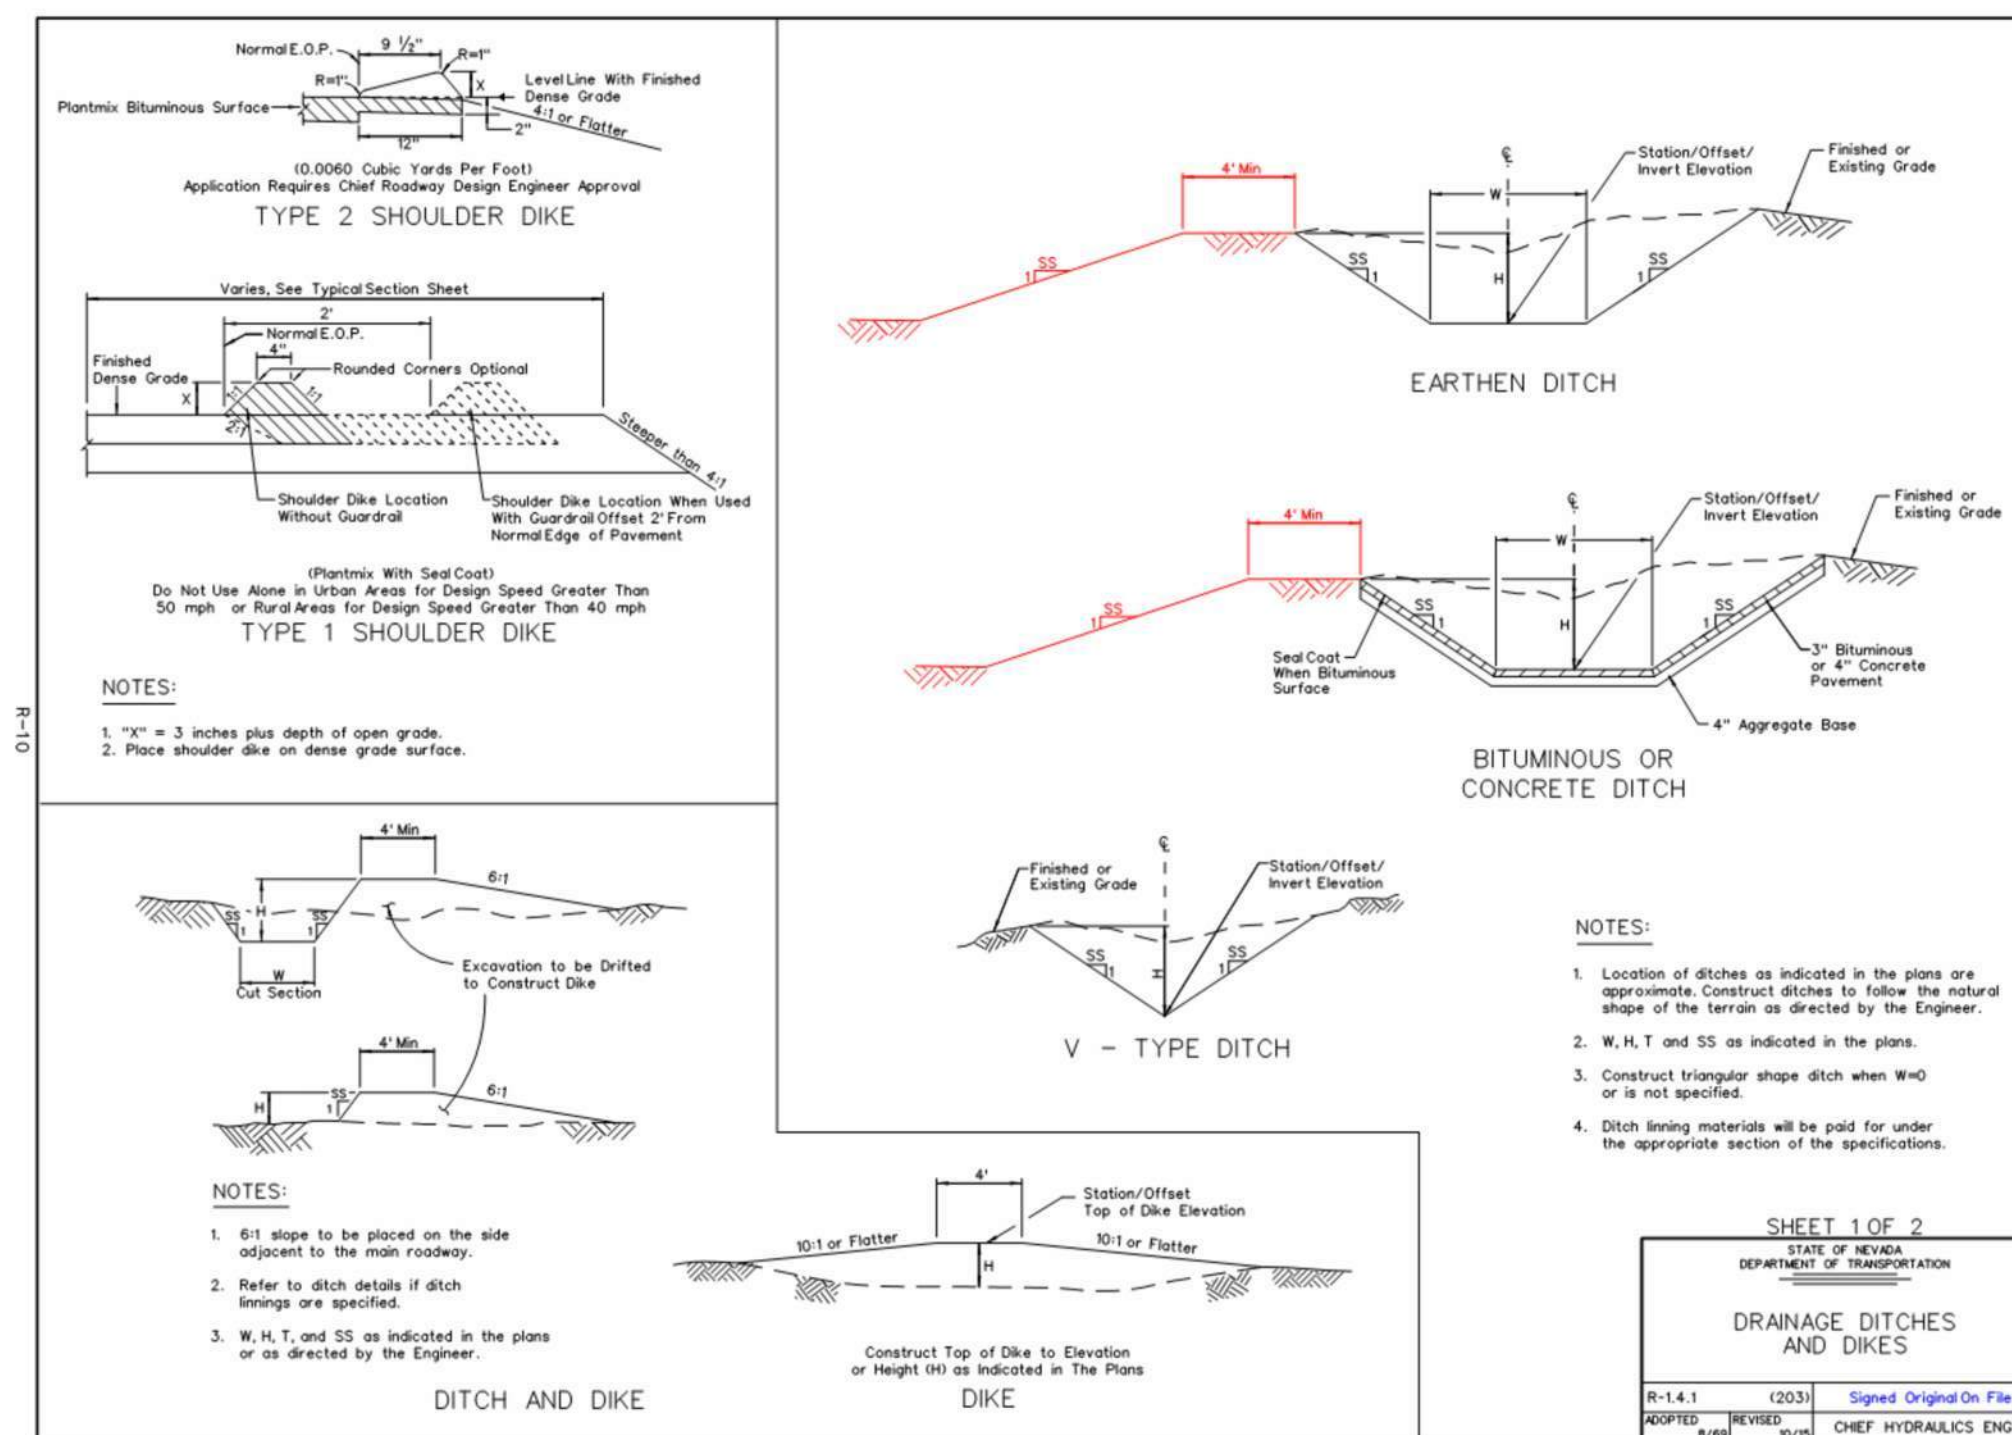 R-10
Normal E.O.P.
9 ½"
R=1"
R=1"
X
Level Line With Finished
Dense Grade
Plantmix Bituminous Surface
4:1 or Flatter
2"
12"
(0.0060 Cubic Yards Per Foot)
Application Requires Chief Roadway Design Engineer Approval
TYPE 2 SHOULDER DIKE
Varies, See Typical Section Sheet
2'
Normal E.O.P.
4"
Finished
Dense Grade
Rounded Corners Optional
X
1:1
1:1
2:1
Steeper than 4:1
Shoulder Dike Location
Without Guardrail
Shoulder Dike Location When Used
With Guardrail Offset 2' From
Normal Edge of Pavement
(Plantmix With Seal Coat)
Do Not Use Alone in Urban Areas for Design Speed Greater Than
50 mph or Rural Areas for Design Speed Greater Than 40 mph
TYPE 1 SHOULDER DIKE
NOTES:
1. "X" = 3 inches plus depth of open grade.
2. Place shoulder dike on dense grade surface.
4' Min
6:1
H
SS
1
SS
1
W
Cut Section
Excavation to be Drifted
to Construct Dike
4' Min
SS
1
6:1
H
NOTES:
1. 6:1 slope to be placed on the side
adjacent to the main roadway.
2. Refer to ditch details if ditch
linnings are specified.
3. W, H, T, and SS as indicated in the plans
or as directed by the Engineer.
DITCH AND DIKE
4' Min
SS
1
℄
W
Station/Offset/
Invert Elevation
Finished or
Existing Grade
SS
1
H
SS
1
EARTHEN DITCH
4' Min
SS
1
℄
W
Station/Offset/
Invert Elevation
Finished or
Existing Grade
SS
1
H
SS
1
Seal Coat
When Bituminous
Surface
3" Bituminous
or 4" Concrete
Pavement
4" Aggregate Base
BITUMINOUS OR
CONCRETE DITCH
℄
Finished or
Existing Grade
Station/Offset/
Invert Elevation
SS
1
H
SS
1
V - TYPE DITCH
NOTES:
1. Location of ditches as indicated in the plans are
approximate. Construct ditches to follow the natural
shape of the terrain as directed by the Engineer.
2. W, H, T and SS as indicated in the plans.
3. Construct triangular shape ditch when W=0
or is not specified.
4. Ditch linning materials will be paid for under
the appropriate section of the specifications.
4'
Station/Offset
Top of Dike Elevation
10:1 or Flatter
10:1 or Flatter
H
Construct Top of Dike to Elevation
or Height (H) as Indicated in The Plans
DIKE
SHEET 1 OF 2
STATE OF NEVADA
DEPARTMENT OF TRANSPORTATION
DRAINAGE DITCHES
AND DIKES
R-1.4.1 (203) Signed Original On File
ADOPTED 8/69 REVISED 10/15 CHIEF HYDRAULICS ENG